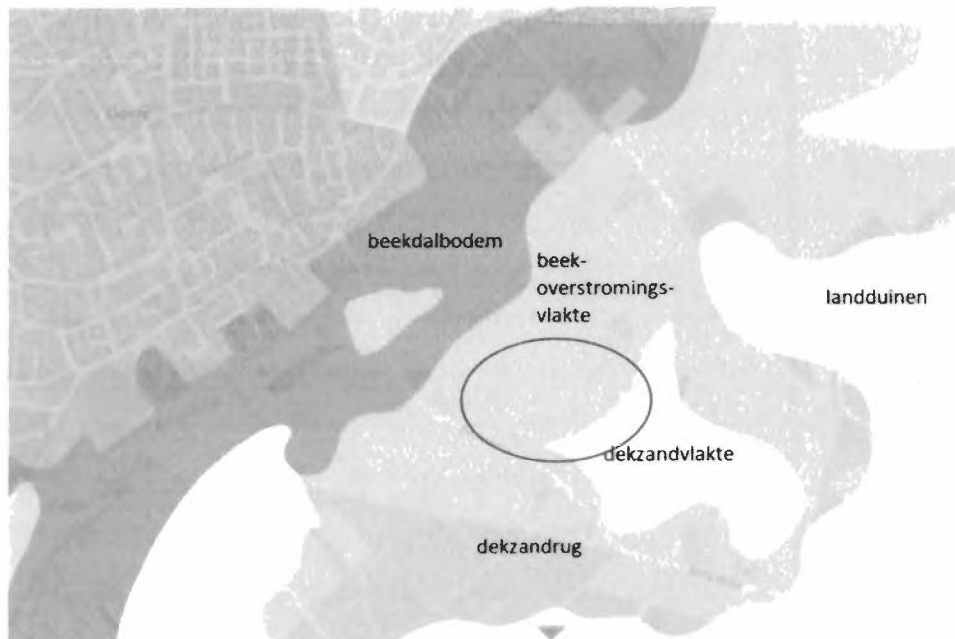 beekdalbodem
beek-
overstromings-
vlakte
landduinen
dekzandvlakte
dekzandrug